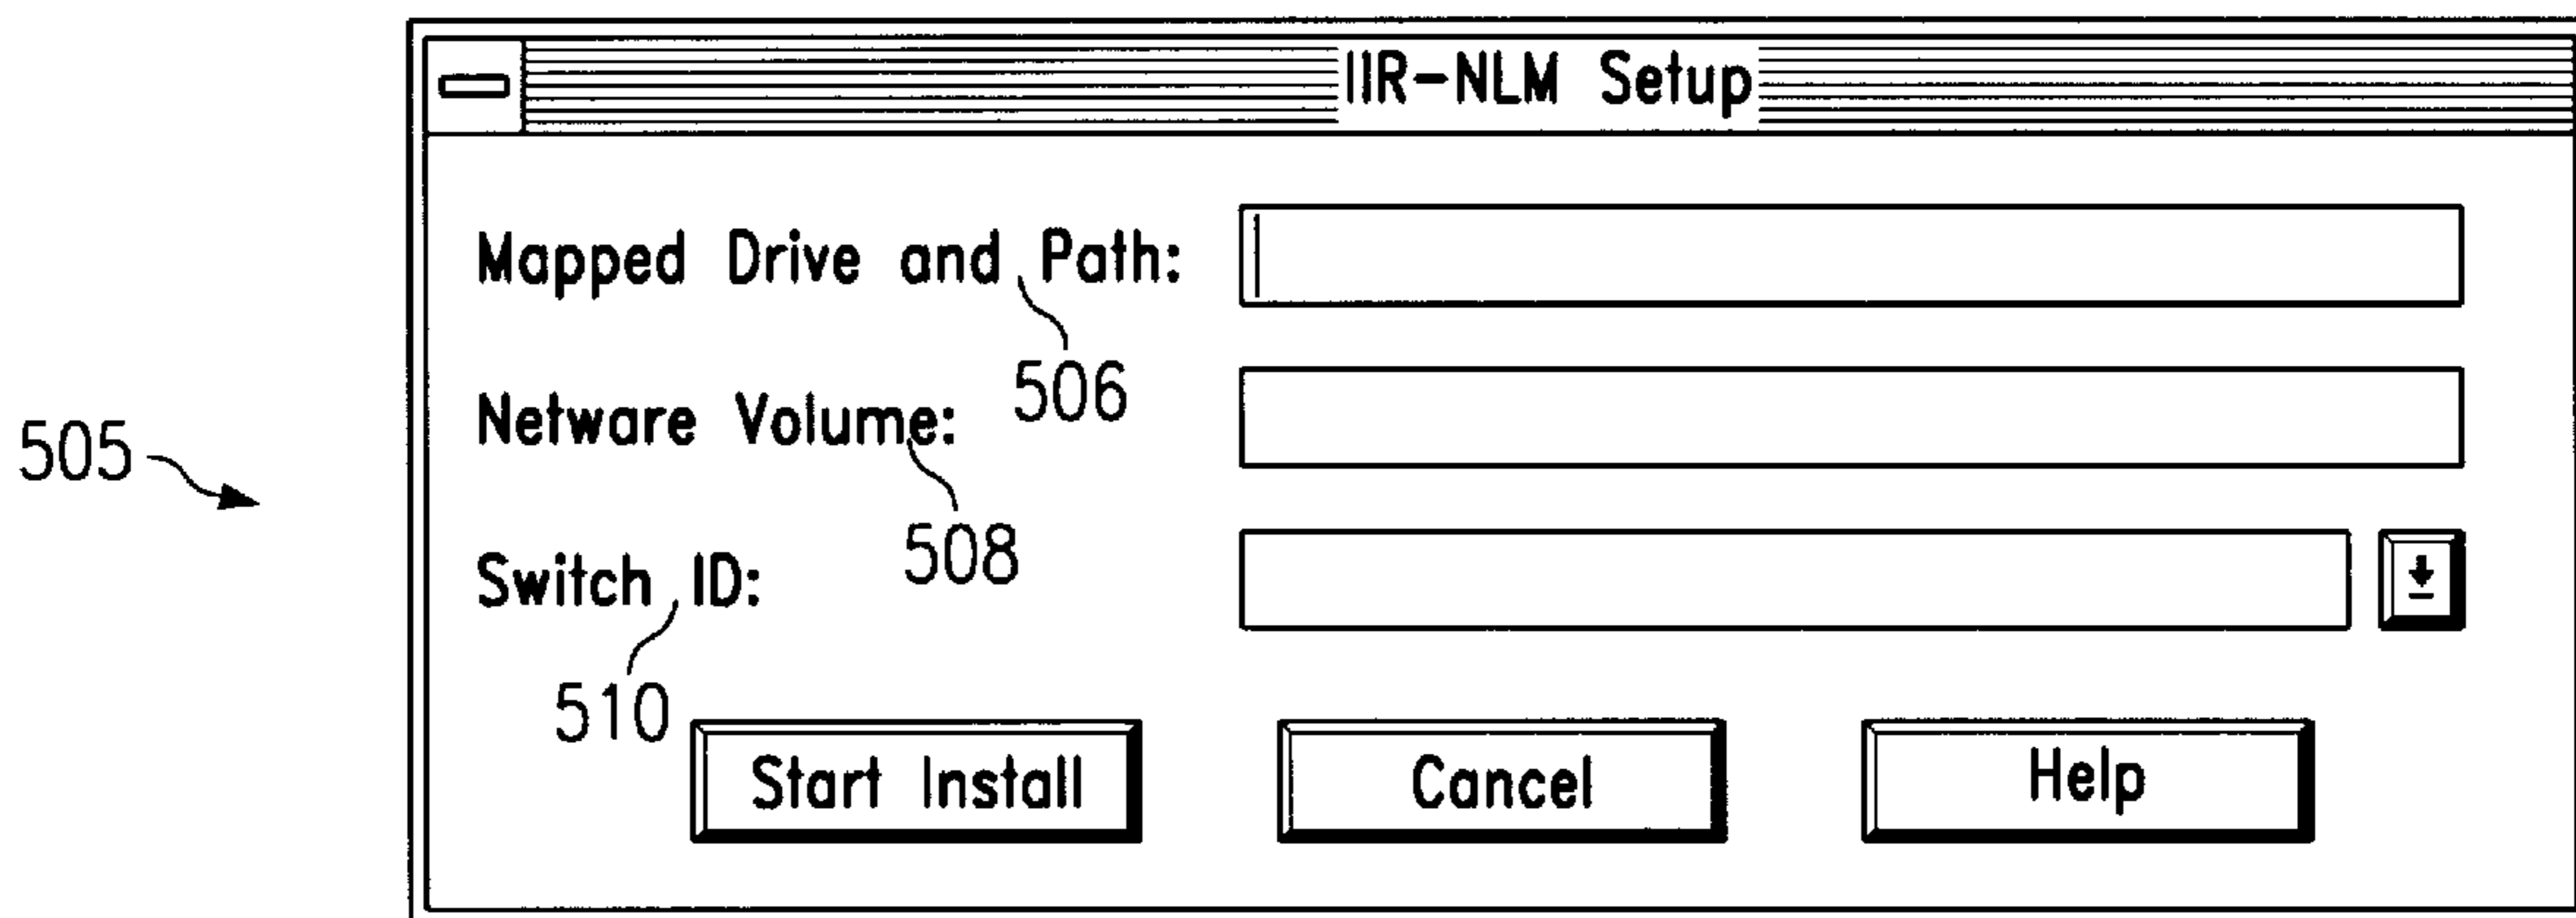 IIR-NLM Setup
Mapped Drive and Path:
506
Netware Volume:
505
508
Switch ID:
510
Start Install Cancel Help